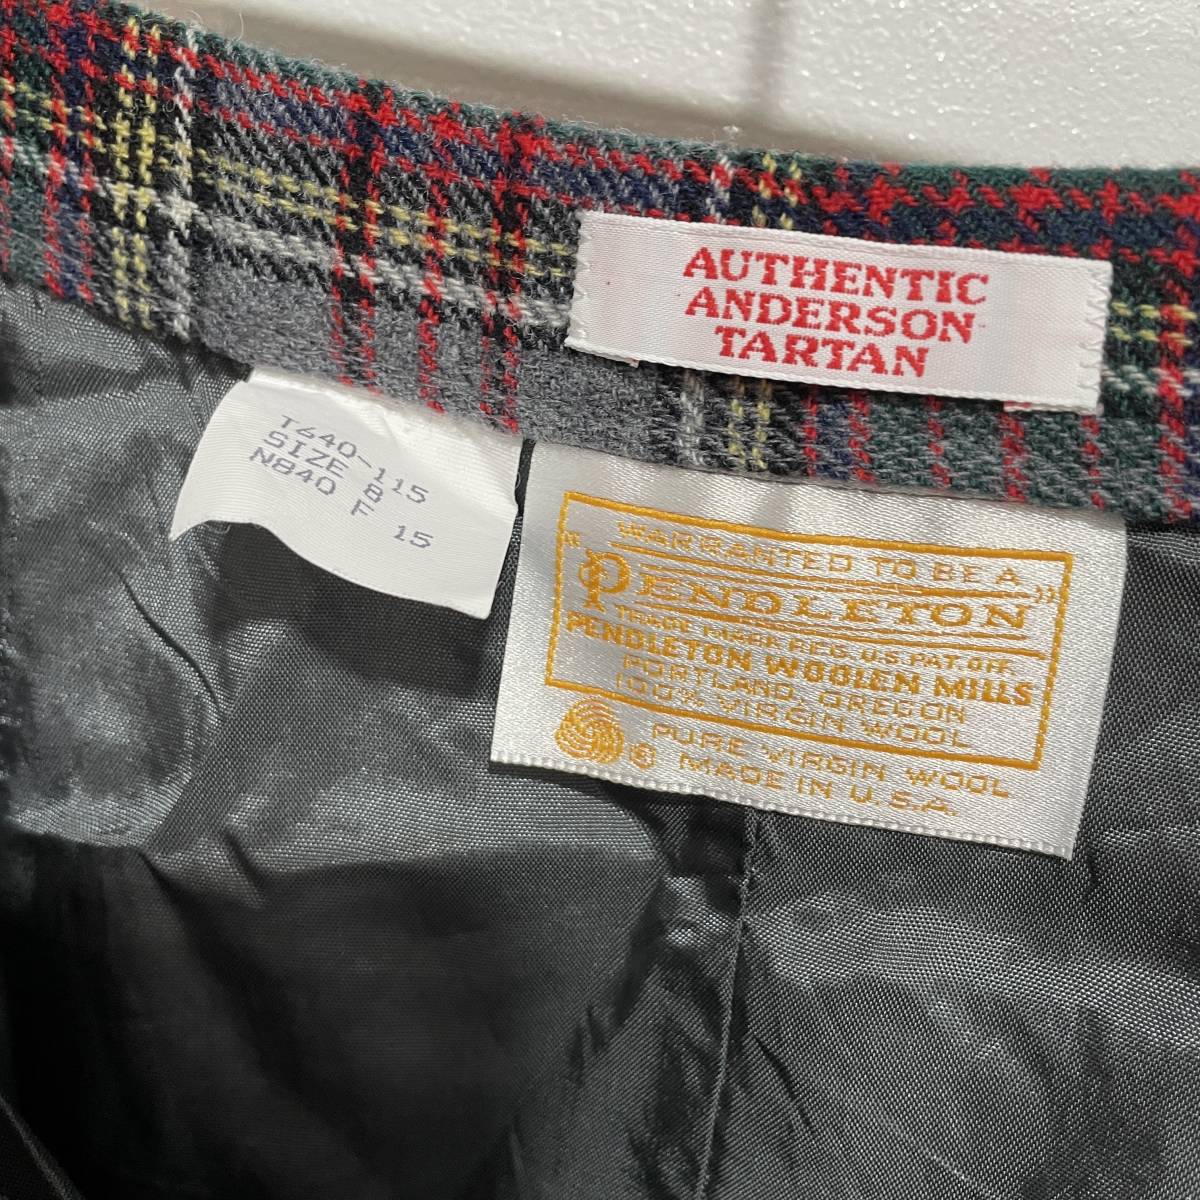 AUTHENTIC
ANDERSON
TARTAN
T640-115
SIZE 8
N840 F 15
WARRANTED TO BE A
"PENDLETON"
TRADE MARK REG. U.S. PAT. OFF.
PENDLETON WOOLEN MILLS
PORTLAND, OREGON
100% VIRGIN WOOL
PURE VIRGIN WOOL
® MADE IN U.S.A.